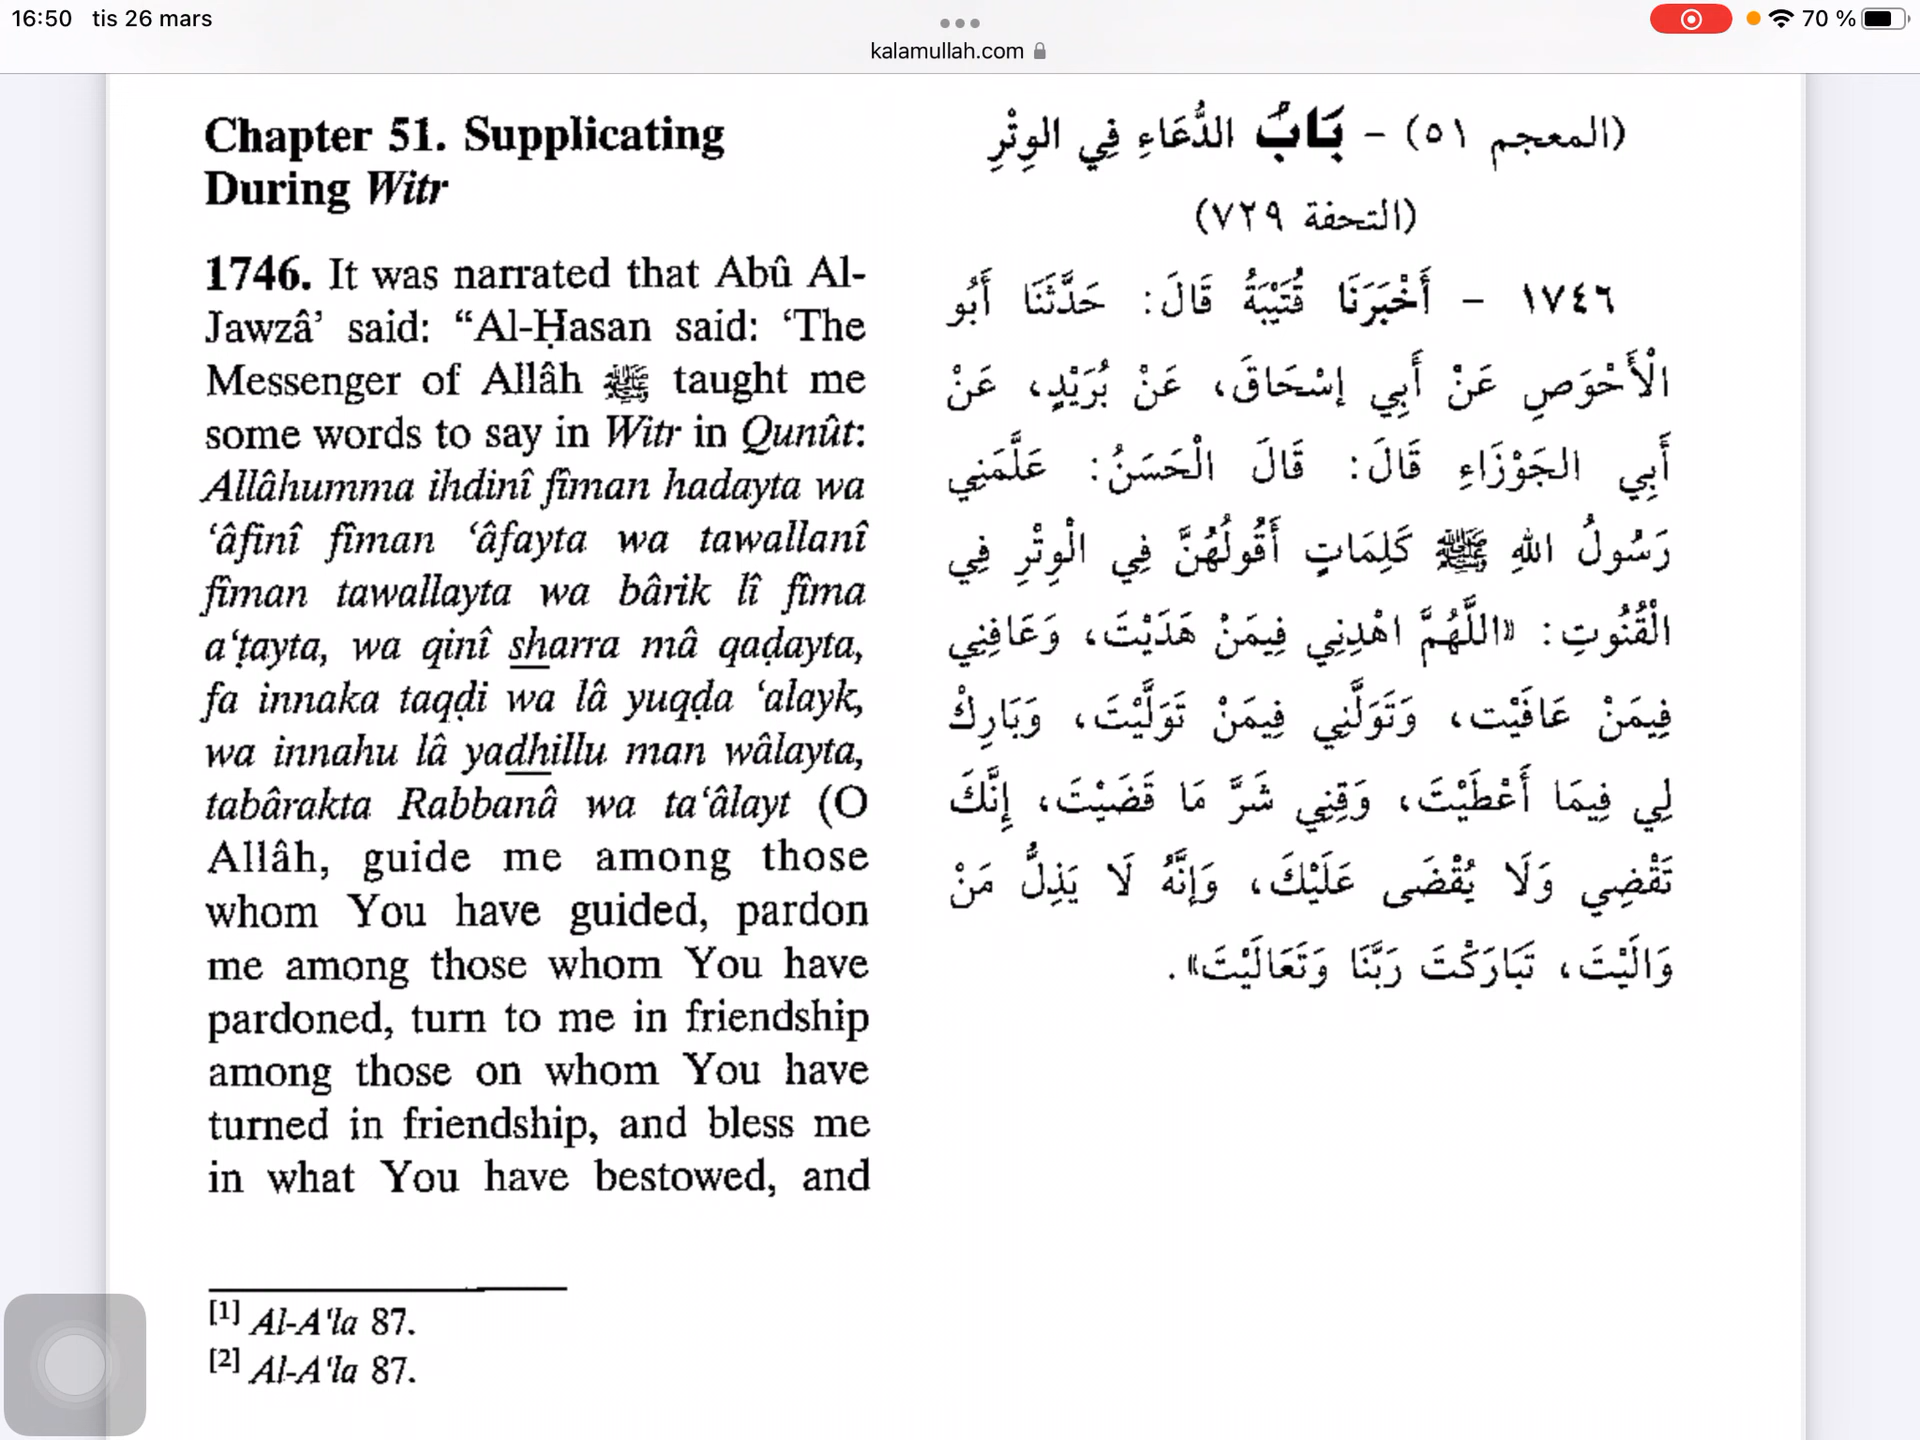 16:50 tis 26 mars
70 %
kalamullah.com
Chapter 51. Supplicating
During Witr
1746. It was narrated that Abû Al-
Jawzâ’ said: “Al-Ḥasan said: ‘The
Messenger of Allâh ﷺ taught me
some words to say in Witr in Qunût:
Allâhumma ihdinî fîman hadayta wa
‘âfinî fîman ‘âfayta wa tawallanî
fîman tawallayta wa bârik lî fîma
a‘ṭayta, wa qinî sharra mâ qaḍayta,
fa innaka taqḍi wa lâ yuqḍa ‘alayk,
wa innahu lâ yadhillu man wâlayta,
tabârakta Rabbanâ wa ta‘âlayt (O
Allâh, guide me among those
whom You have guided, pardon
me among those whom You have
pardoned, turn to me in friendship
among those on whom You have
turned in friendship, and bless me
in what You have bestowed, and
[1] Al-A'la 87.
[2] Al-A'la 87.
(المعجم ٥١) - بَابُ الدُّعَاءِ فِي الوِتْرِ
(التحفة ٧٢٩)
١٧٤٦ - أَخْبَرَنَا قُتَيْبَةُ قَالَ: حَدَّثَنَا أَبُو
الْأَحْوَصِ عَنْ أَبِي إِسْحَاقَ، عَنْ بُرَيْدٍ، عَنْ
أَبِي الجَوْزَاءِ قَالَ: قَالَ الْحَسَنُ: عَلَّمَنِي
رَسُولُ اللهِ ﷺ كَلِمَاتٍ أَقُولُهُنَّ فِي الْوِتْرِ فِي
الْقُنُوتِ: «اللَّهُمَّ اهْدِنِي فِيمَنْ هَدَيْتَ، وَعَافِنِي
فِيمَنْ عَافَيْت، وَتَوَلَّنِي فِيمَنْ تَوَلَّيْتَ، وَبَارِكْ
لِي فِيمَا أَعْطَيْتَ، وَقِنِي شَرَّ مَا قَضَيْتَ، إِنَّكَ
تَقْضِي وَلَا يُقْضَى عَلَيْكَ، وَإِنَّهُ لَا يَذِلُّ مَنْ
وَالَيْتَ، تَبَارَكْتَ رَبَّنَا وَتَعَالَيْتَ».